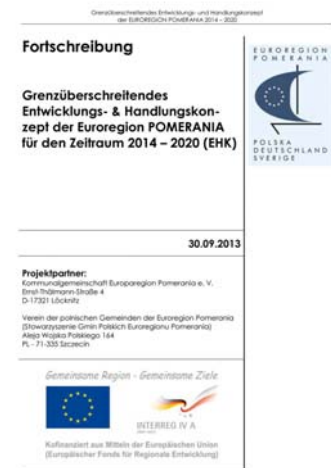 Grenzüberschreitendes Entwicklungs- und Handlungskonzept
der EUROREGION POMERANIA 2014 – 2020
Fortschreibung
Grenzüberschreitendes
Entwicklungs- & Handlungskon-
zept der Euroregion POMERANIA
für den Zeitraum 2014 – 2020 (EHK)
EUROREGION
POMERANIA
POLSKA
DEUTSCHLAND
SVERIGE
30.09.2013
Projektpartner:
Kommunalgemeinschaft Europaregion Pomerania e. V.
Ernst-Thälmann-Straße 4
D-17321 Löcknitz
Verein der polnischen Gemeinden der Euroregion Pomerania
(Stowarzyszenie Gmin Polskich Euroregionu Pomerania)
Aleja Wojska Polskiego 164
PL - 71-335 Szczecin
Gemeinsame Region - Gemeinsame Ziele
INTERREG IV A
Kofinanziert aus Mitteln der Europäischen Union
(Europäischer Fonds für Regionale Entwicklung)